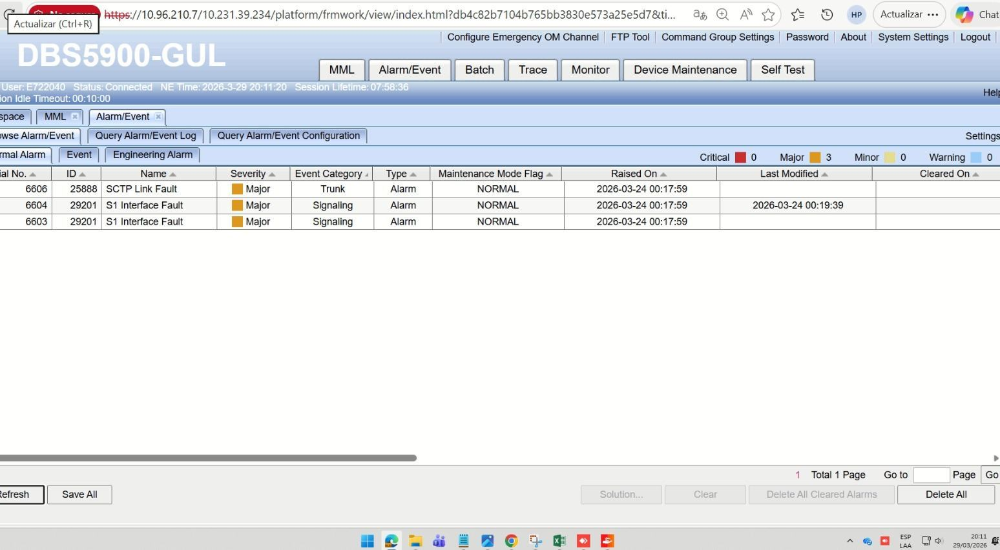 https://10.96.210.7/10.231.39.234/platform/frmwork/view/index.html?db4c82b7104b765bb3830e573a25e5d7&ti...
HP
Actualizar
Chat
Actualizar (Ctrl+R)
Configure Emergency OM Channel FTP Tool Command Group Settings Password About System Settings Logout
DBS5900-GUL
MML Alarm/Event Batch Trace Monitor Device Maintenance Self Test
User: E722040 Status: Connected NE Time: 2026-3-29 20:11:20 Session Lifetime: 07:58:36
Help
ion Idle Timeout: 00:10:00
space MML Alarm/Event
owse Alarm/Event Query Alarm/Event Log Query Alarm/Event Configuration Settings
rmal Alarm Event Engineering Alarm Critical 0 Major 3 Minor 0 Warning 0
ial No. ID Name Severity Event Category Type Maintenance Mode Flag Raised On Last Modified Cleared On
6606 25888 SCTP Link Fault Major Trunk Alarm NORMAL 2026-03-24 00:17:59
6604 29201 S1 Interface Fault Major Signaling Alarm NORMAL 2026-03-24 00:17:59 2026-03-24 00:19:39
6603 29201 S1 Interface Fault Major Signaling Alarm NORMAL 2026-03-24 00:17:59
1 Total 1 Page Go to Page Go
Refresh Save All Solution... Clear Delete All Cleared Alarms Delete All
ESP
LAA
20:11
29/03/2026